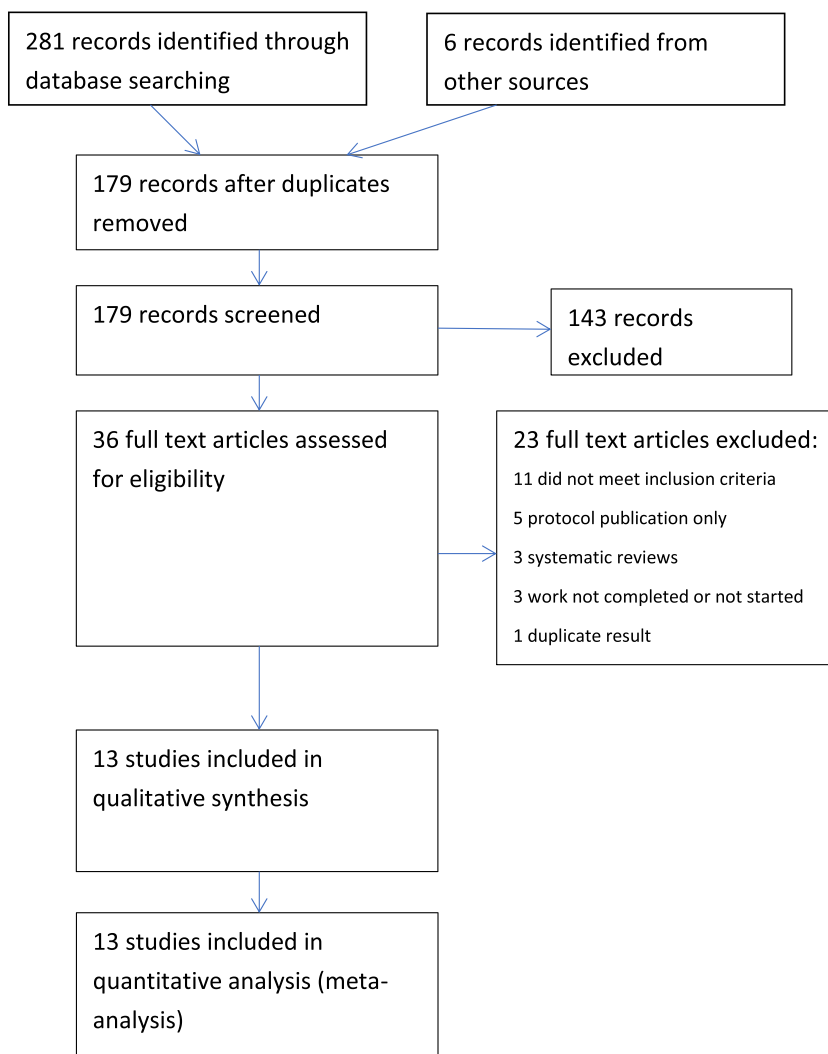 281 records identified through
database searching
6 records identified from
other sources
179 records after duplicates
removed
179 records screened
143 records
excluded
36 full text articles assessed
for eligibility
23 full text articles excluded:
11 did not meet inclusion criteria
5 protocol publication only
3 systematic reviews
3 work not completed or not started
1 duplicate result
13 studies included in
qualitative synthesis
13 studies included in
quantitative analysis (meta-
analysis)